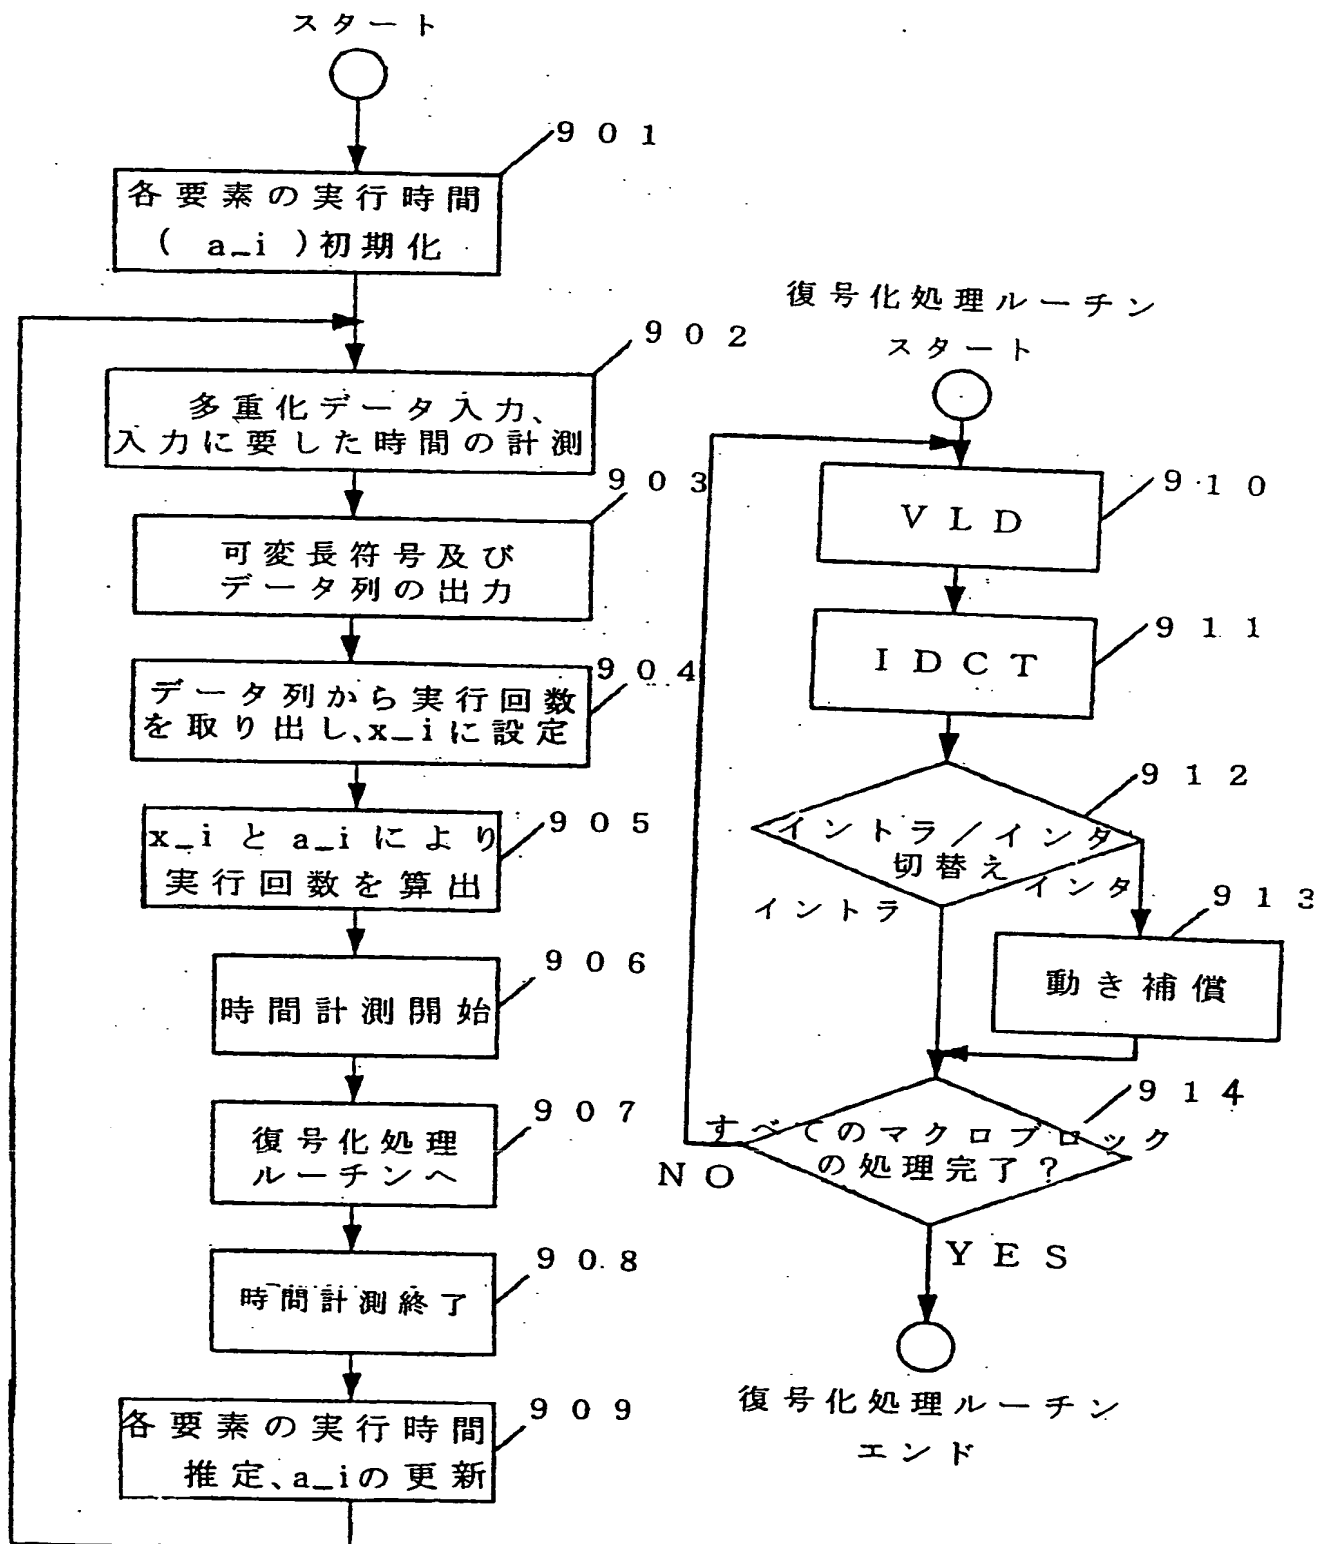 スタート
901
各要素の実行時間
( a_i )初期化
902
多重化データ入力、
入力に要した時間の計測
903
可変長符号及び
データ列の出力
904
データ列から実行回数
を取り出し、x_iに設定
905
x_i と a_i により
実行回数を算出
906
時間計測開始
907
復号化処理
ルーチンへ
908
時間計測終了
909
各要素の実行時間
推定、a_iの更新
復号化処理ルーチン
スタート
910
VLD
911
IDCT
912
イントラ/インタ
切替え
イントラ
インタ
913
動き補償
914
すべてのマクロブロック
の処理完了?
NO
YES
復号化処理ルーチン
エンド